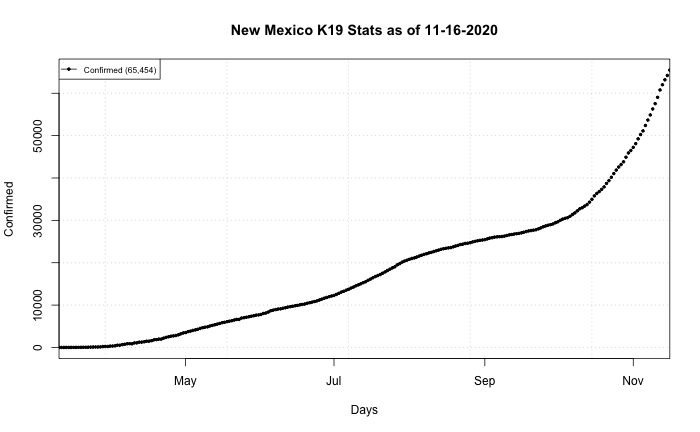 New Mexico K19 Stats as of 11-16-2020
Confirmed (65,454)
50000
30000
10000
0
Confirmed
May Jul Sep Nov
Days